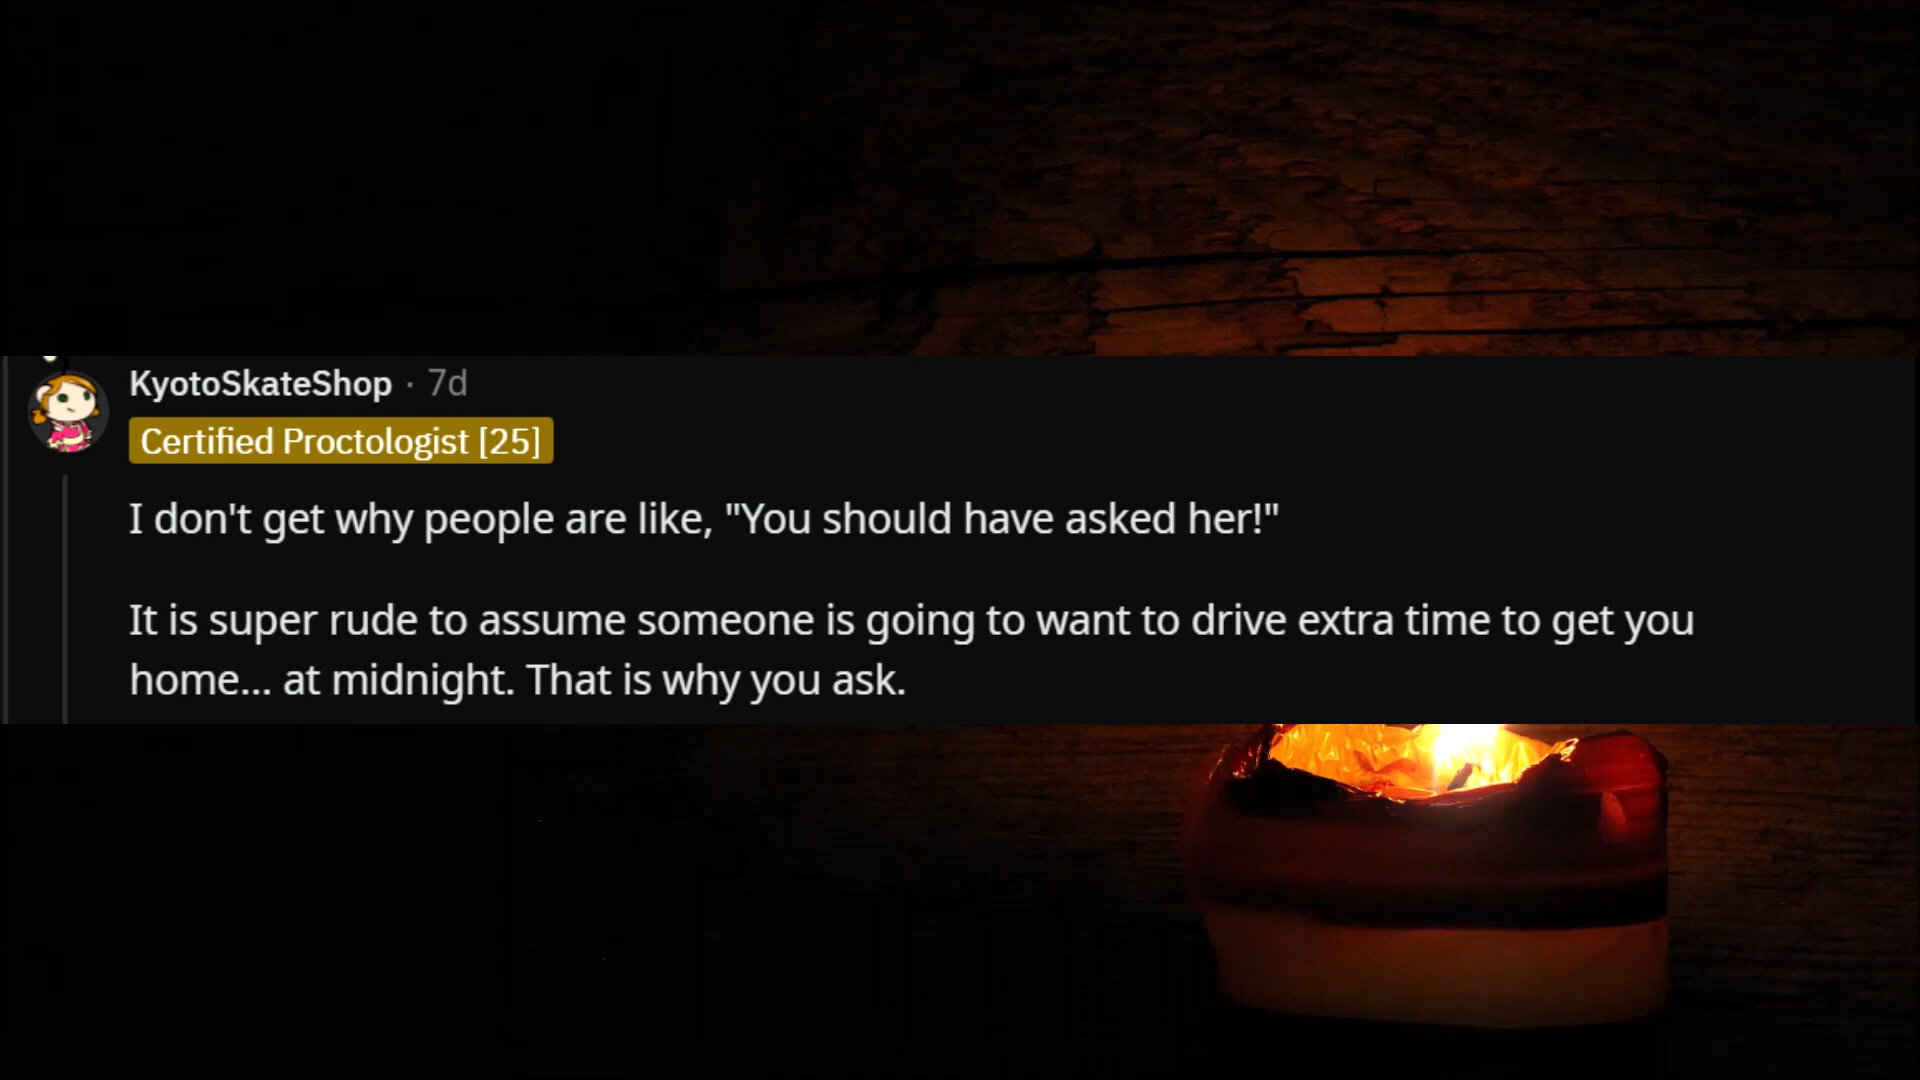 KyotoSkateShop · 7d
Certified Proctologist [25]
I don't get why people are like, "You should have asked her!"
It is super rude to assume someone is going to want to drive extra time to get you
home... at midnight. That is why you ask.